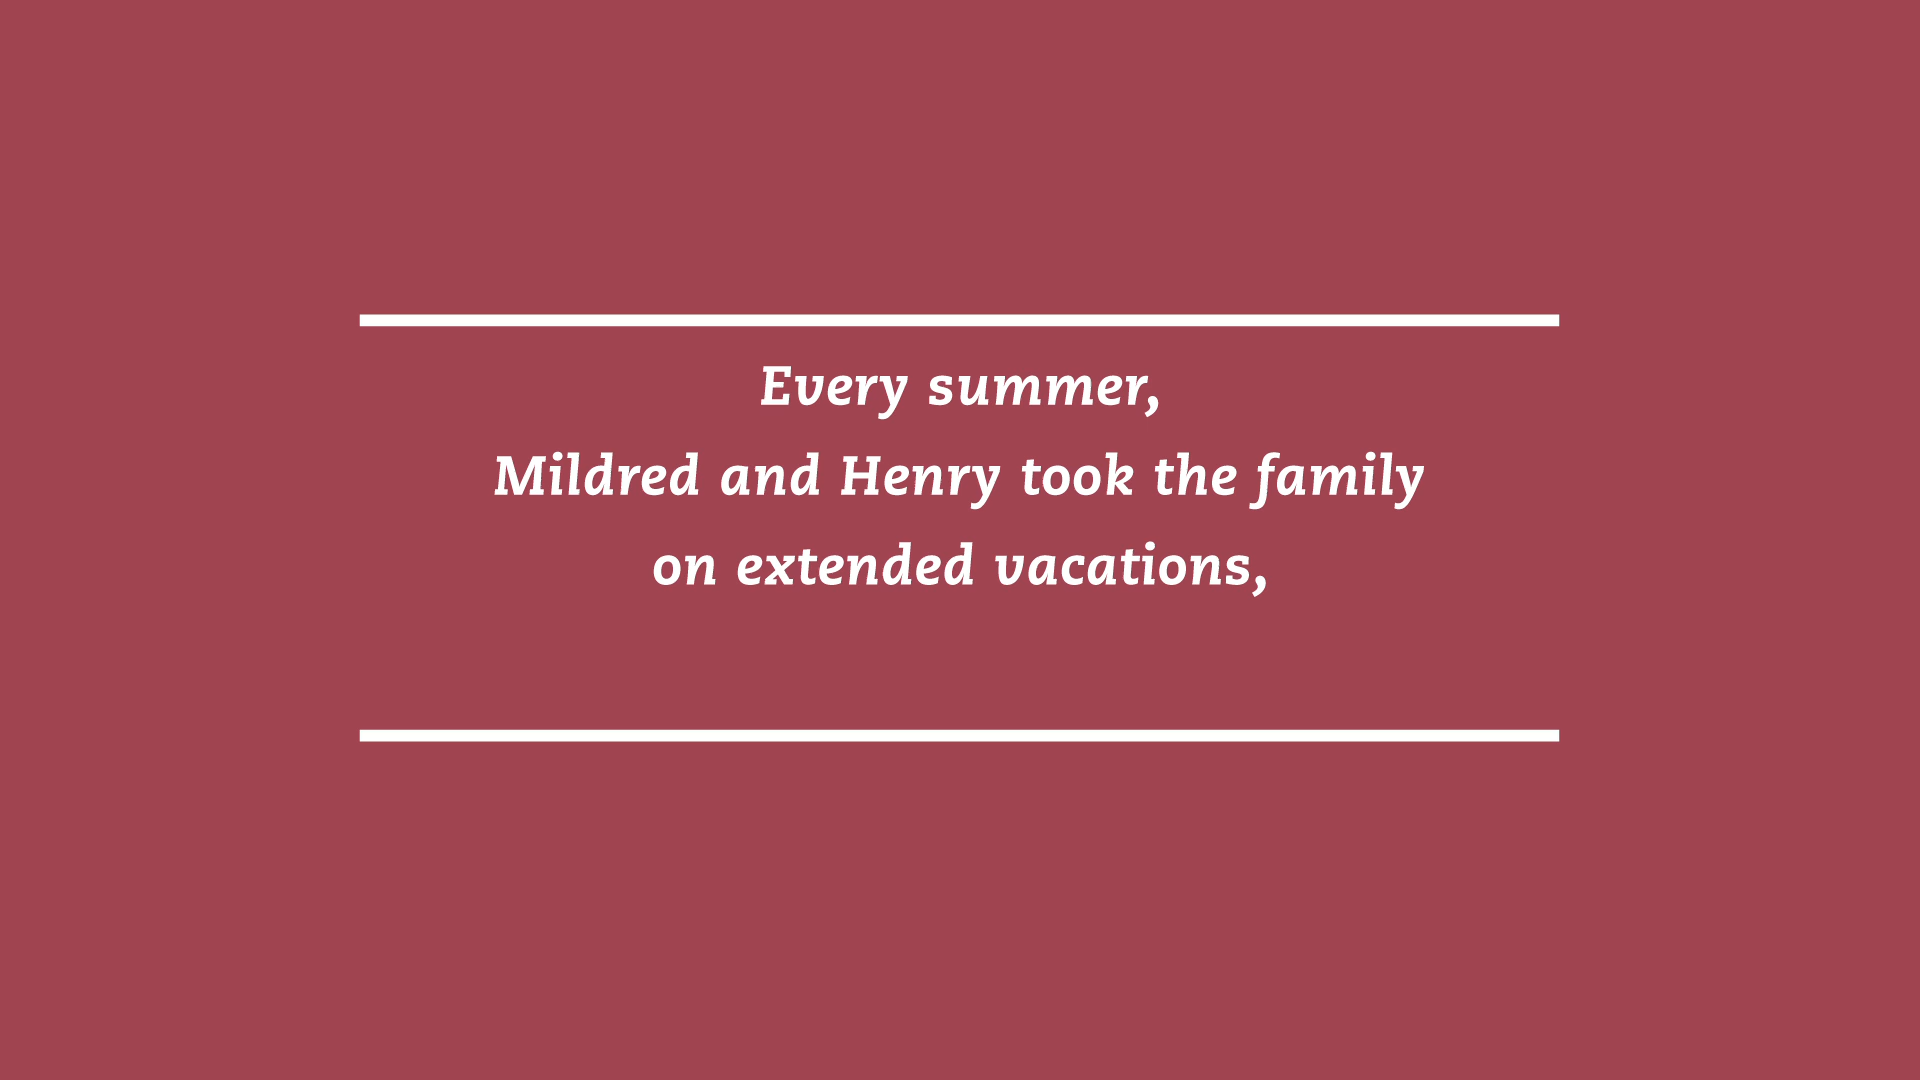 Every summer,
Mildred and Henry took the family
on extended vacations,